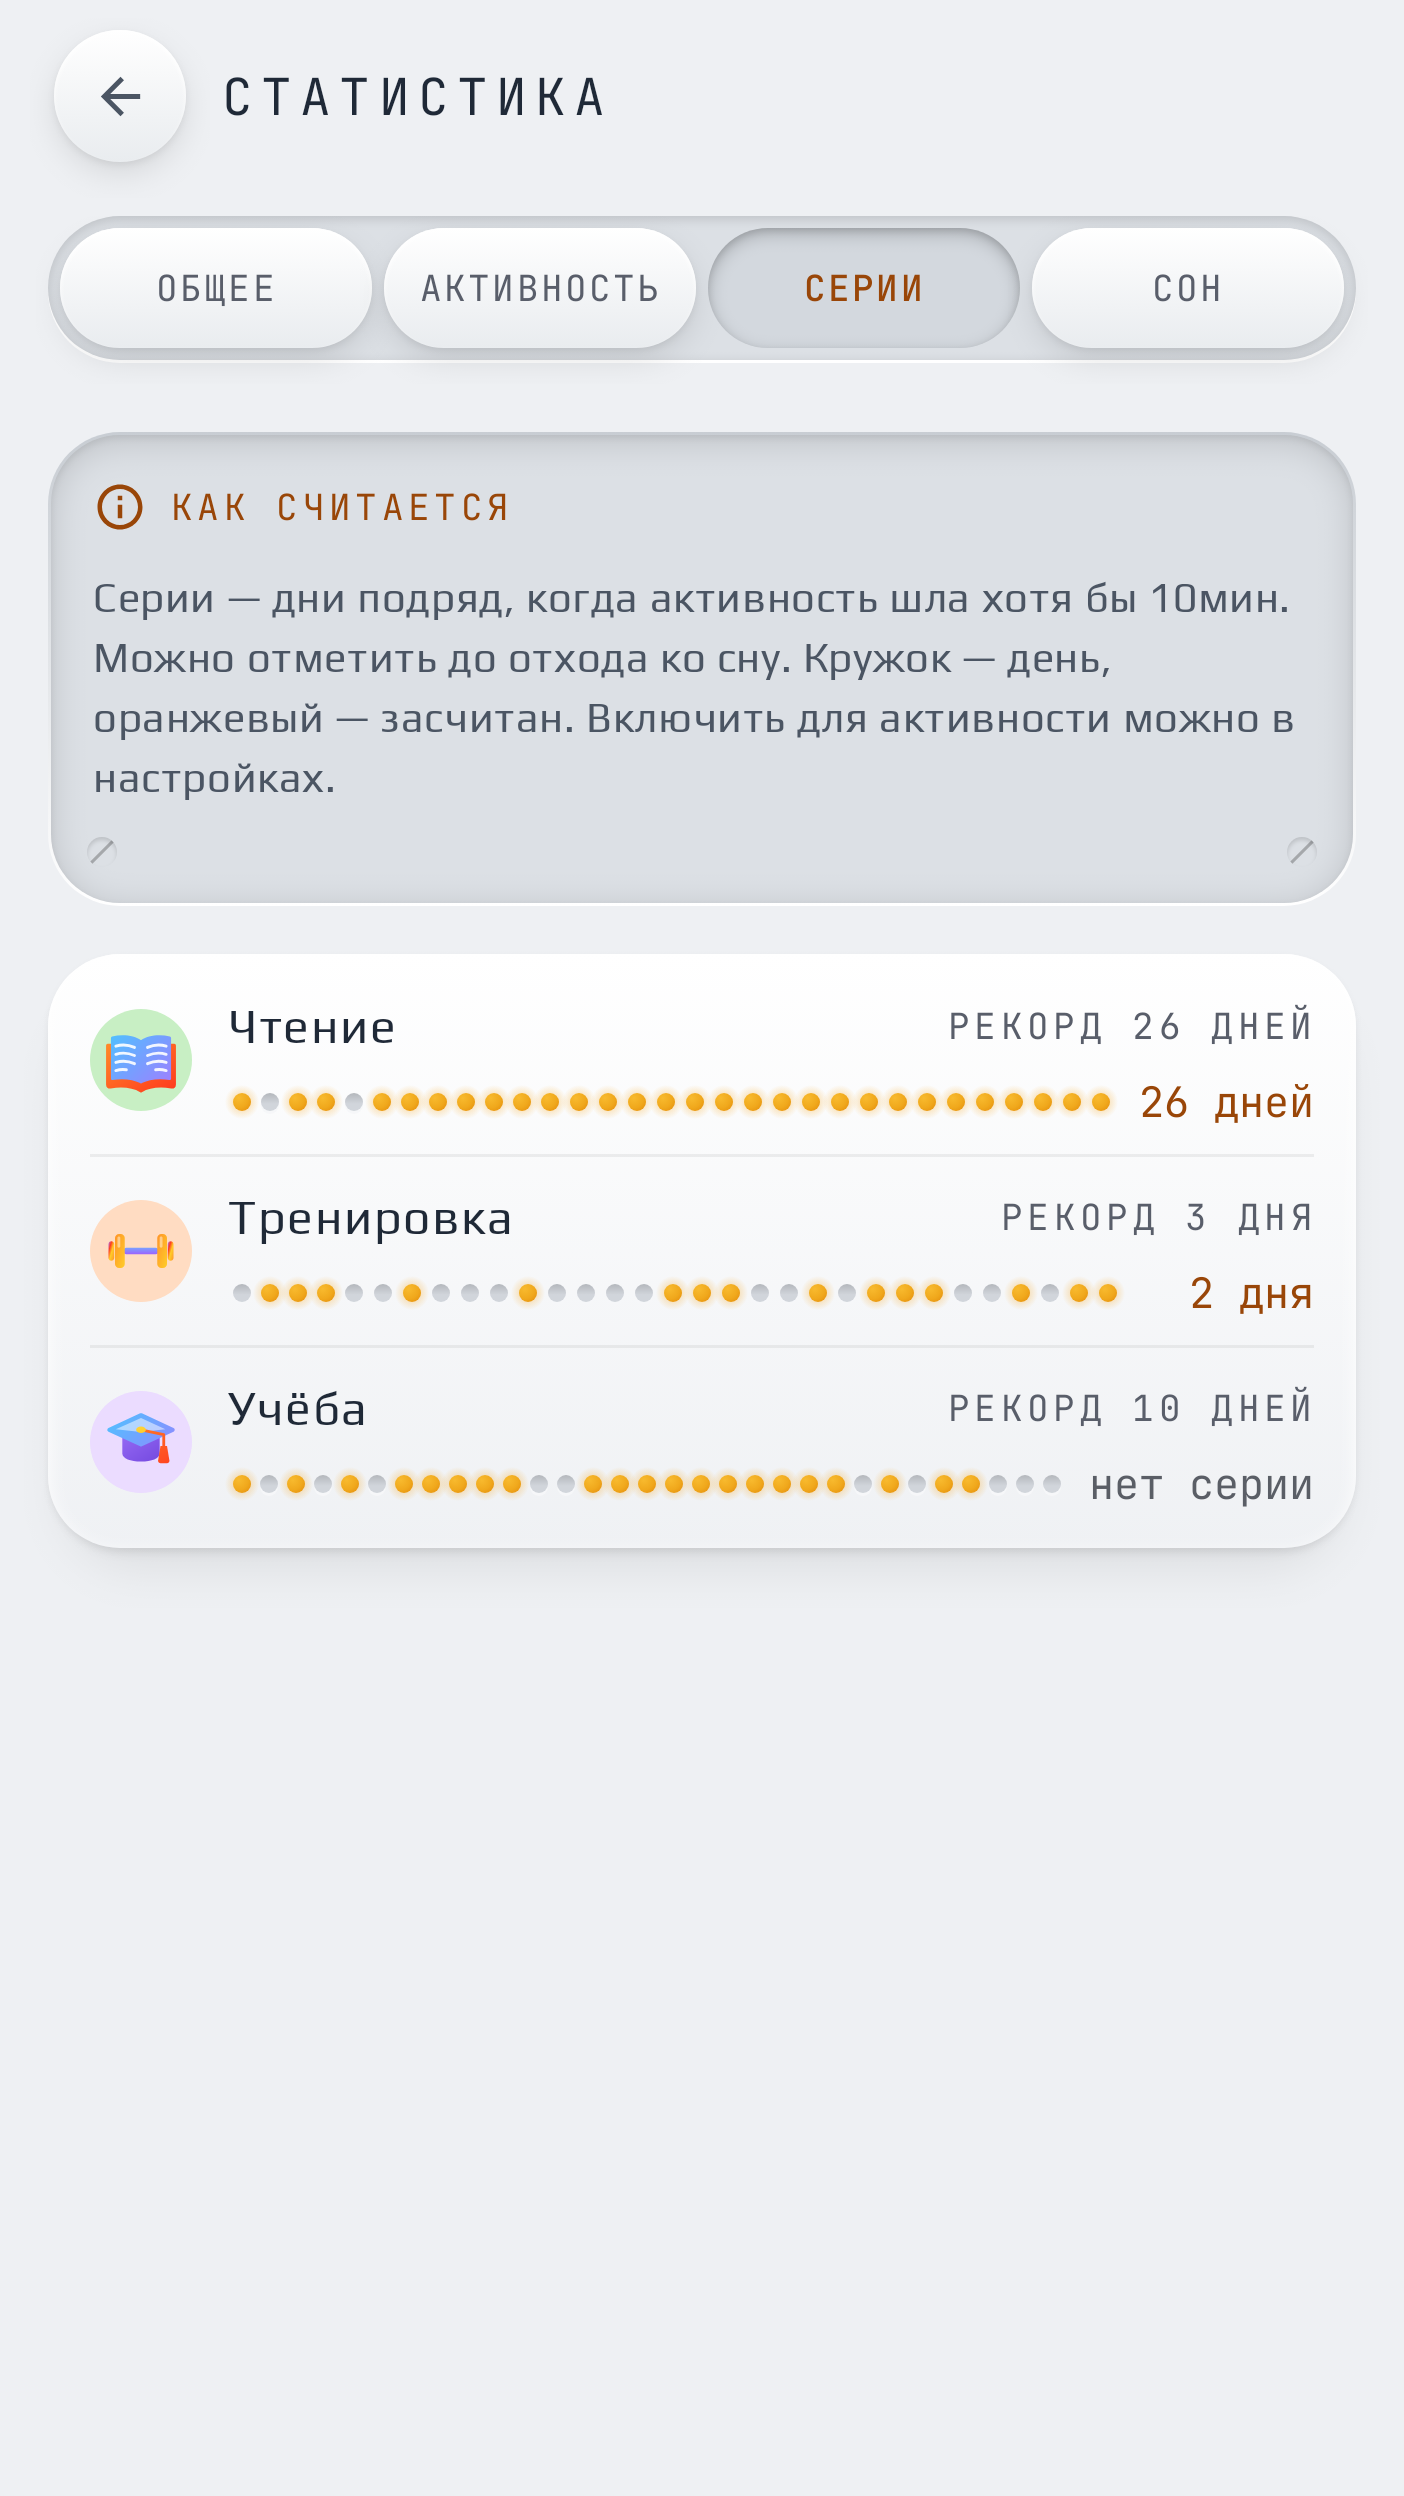 СТАТИСТИКА
ОБЩЕЕ
АКТИВНОСТЬ
СЕРИИ
СОН
КАК СЧИТАЕТСЯ
Серии — дни подряд, когда активность шла хотя бы 10мин.
Можно отметить до отхода ко сну. Кружок — день,
оранжевый — засчитан. Включить для активности можно в
настройках.
Чтение
РЕКОРД 26 ДНЕЙ
26 дней
Тренировка
РЕКОРД 3 ДНЯ
2 дня
Учёба
РЕКОРД 10 ДНЕЙ
нет серии